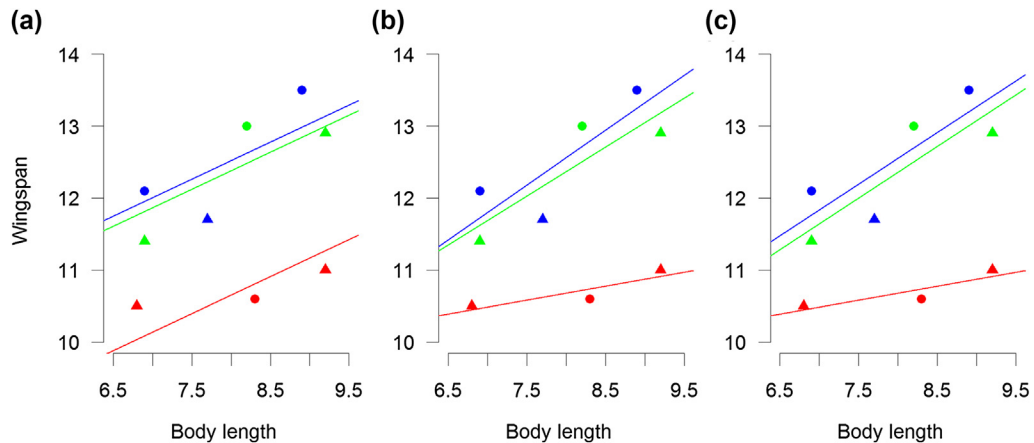 (a) (b) (c)
14 14 14
13 13 13
12 12 12
11 11 11
10 10 10
Wingspan
6.5 7.5 8.5 9.5 6.5 7.5 8.5 9.5 6.5 7.5 8.5 9.5
Body length Body length Body length